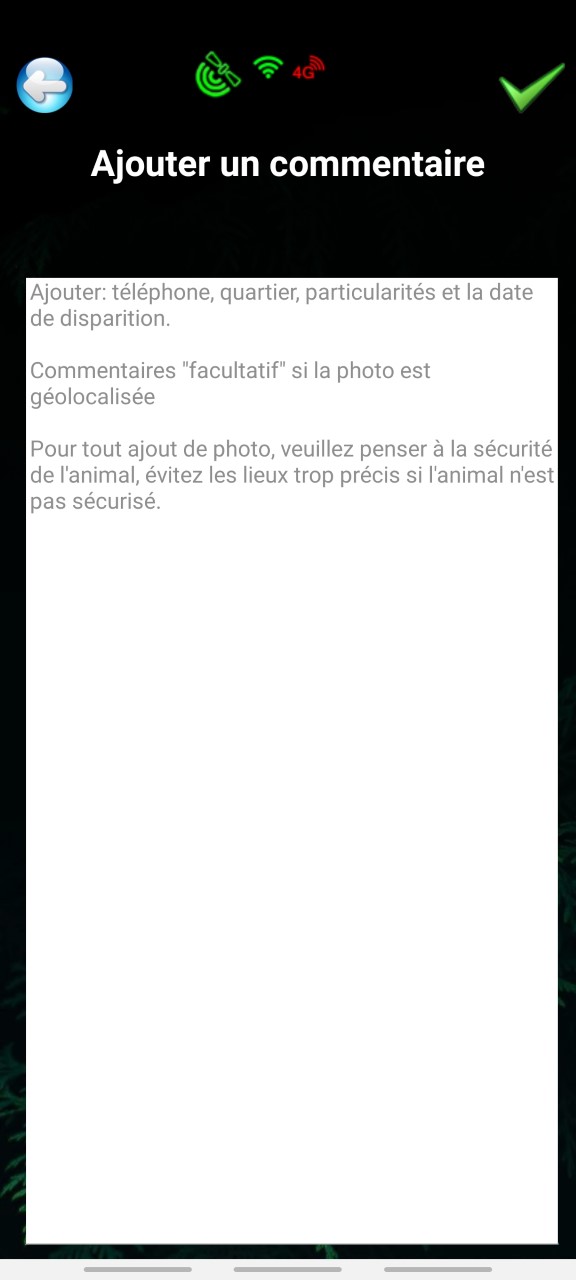 4G
Ajouter un commentaire
Ajouter: téléphone, quartier, particularités et la date
de disparition.
Commentaires "facultatif" si la photo est
géolocalisée
Pour tout ajout de photo, veuillez penser à la sécurité
de l'animal, évitez les lieux trop précis si l'animal n'est
pas sécurisé.